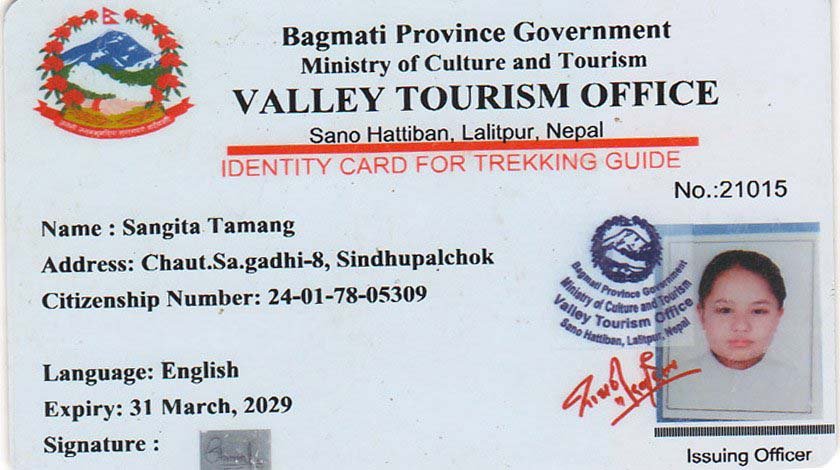 Bagmati Province Government
Ministry of Culture and Tourism
VALLEY TOURISM OFFICE
Sano Hattiban, Lalitpur, Nepal
IDENTITY CARD FOR TREKKING GUIDE
No.:21015
Name : Sangita Tamang
Address: Chaut.Sa.gadhi-8, Sindhupalchok
Citizenship Number: 24-01-78-05309
Bagmati Province Government
Ministry of Culture and Tourism
Valley Tourism Office
Sano Hattiban, Lalitpur, Nepal
Language: English
Expiry: 31 March, 2029
Signature :
Issuing Officer